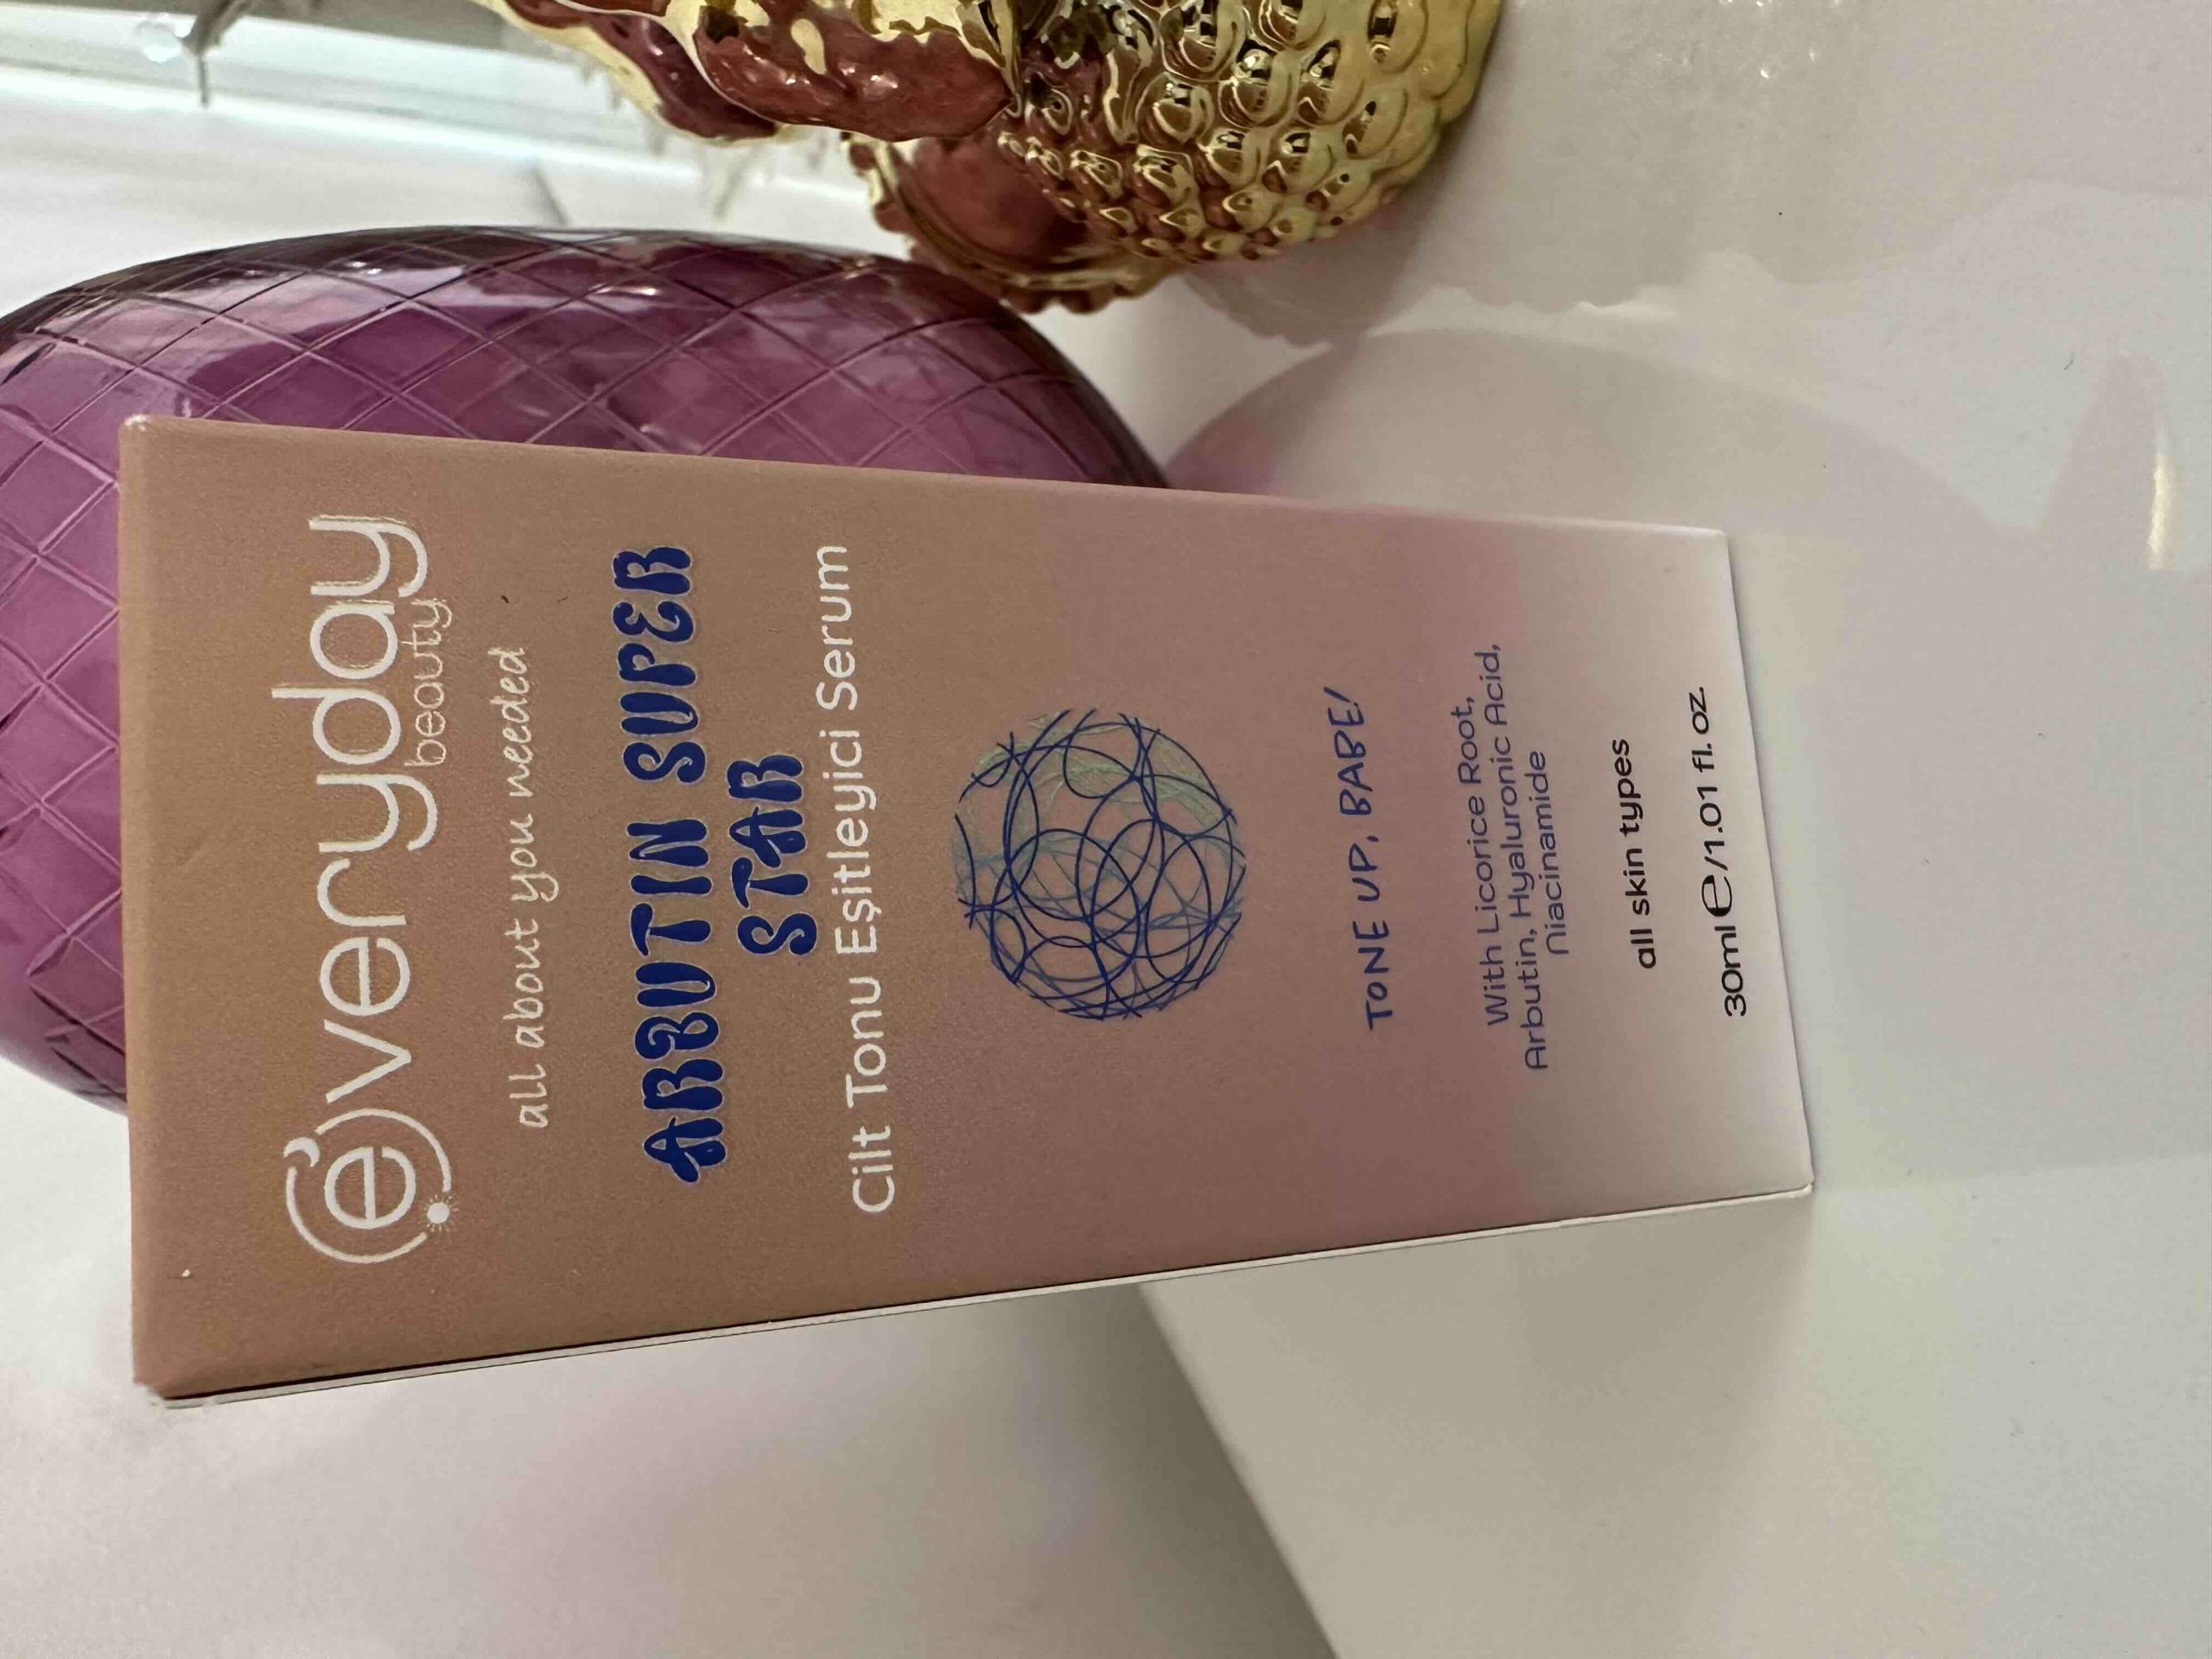 é everyday
beauty
all about you needed
ARBUTIN SUPER
STAR
Cilt Tonu Eşitleyici Serum
TONE UP, BABE!
With Licorice Root,
Arbutin, Hyaluronic Acid,
Niacinamide
all skin types
30ml e/1.01 fl. oz.